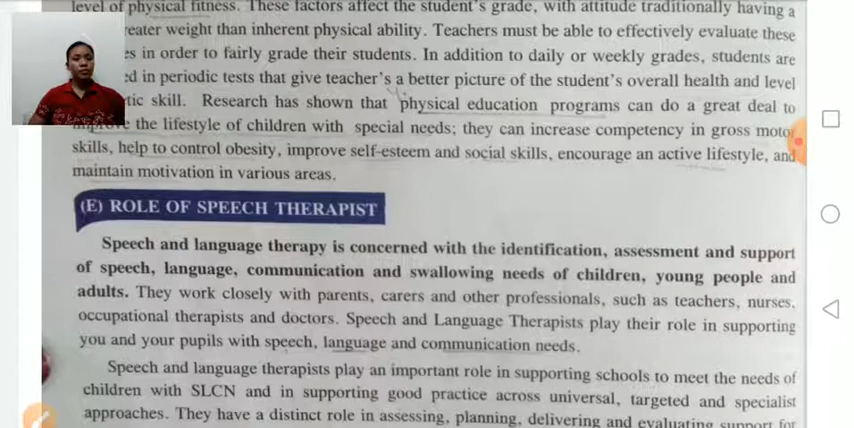 level of physical fitness. These factors affect the student's grade, with attitude traditionally having a
eater weight than inherent physical ability. Teachers must be able to effectively evaluate these
es in order to fairly grade their students. In addition to daily or weekly grades, students are
ed in periodic tests that give teacher's a better picture of the student's overall health and level
tic skill. Research has shown that physical education programs can do a great deal to
improve the lifestyle of children with special needs; they can increase competency in gross motor
skills, help to control obesity, improve self-esteem and social skills, encourage an active lifestyle, and
maintain motivation in various areas.
(E) ROLE OF SPEECH THERAPIST
Speech and language therapy is concerned with the identification, assessment and support
of speech, language, communication and swallowing needs of children, young people and
adults. They work closely with parents, carers and other professionals, such as teachers, nurses,
occupational therapists and doctors. Speech and Language Therapists play their role in supporting
you and your pupils with speech, language and communication needs.
Speech and language therapists play an important role in supporting schools to meet the needs of
children with SLCN and in supporting good practice across universal, targeted and specialist
approaches. They have a distinct role in assessing, planning, delivering and evaluating support for